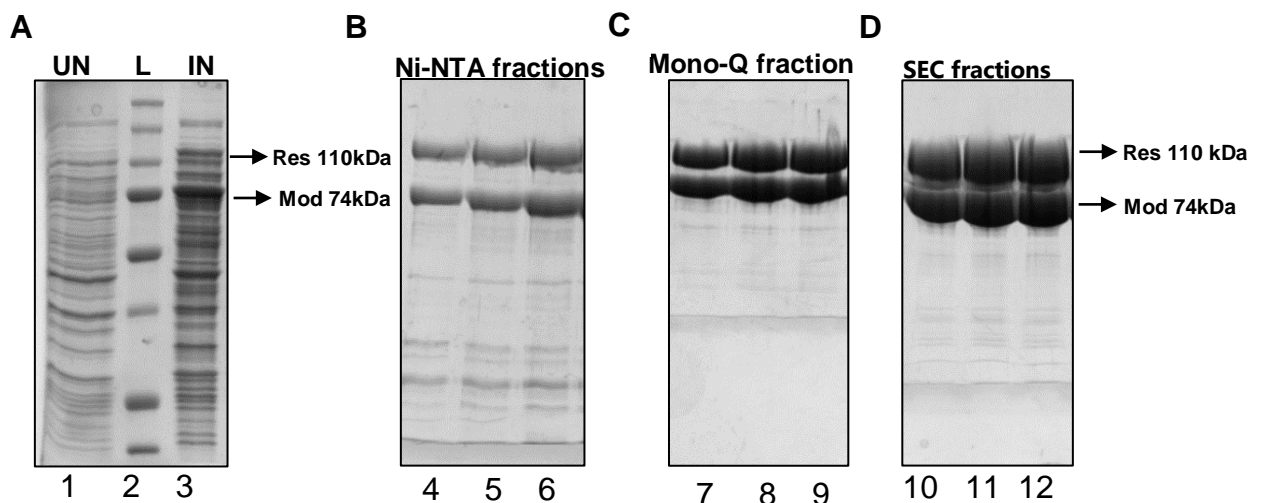 A
B
C
D
UN L IN
Ni-NTA fractions
Mono-Q fraction
SEC fractions
Res 110kDa
Mod 74kDa
Res 110 kDa
Mod 74kDa
1 2 3
4 5 6
7 8 9
10 11 12